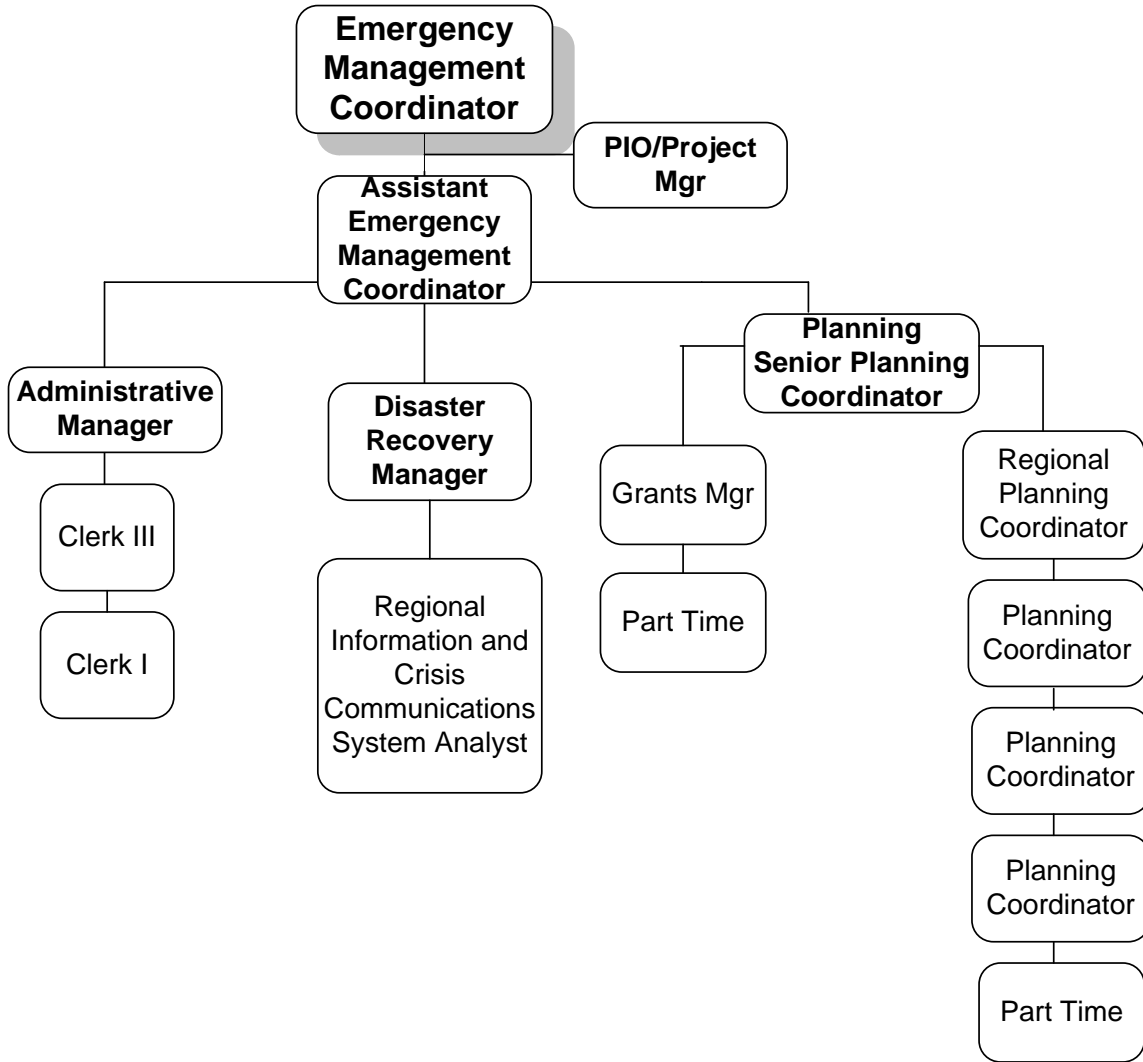 Emergency
Management
Coordinator
PIO/Project
Mgr
Assistant
Emergency
Management
Coordinator
Planning
Senior Planning
Coordinator
Administrative
Manager
Disaster
Recovery
Manager
Grants Mgr
Regional
Planning
Coordinator
Clerk III
Clerk I
Regional
Information and
Crisis
Communications
System Analyst
Part Time
Planning
Coordinator
Planning
Coordinator
Planning
Coordinator
Part Time